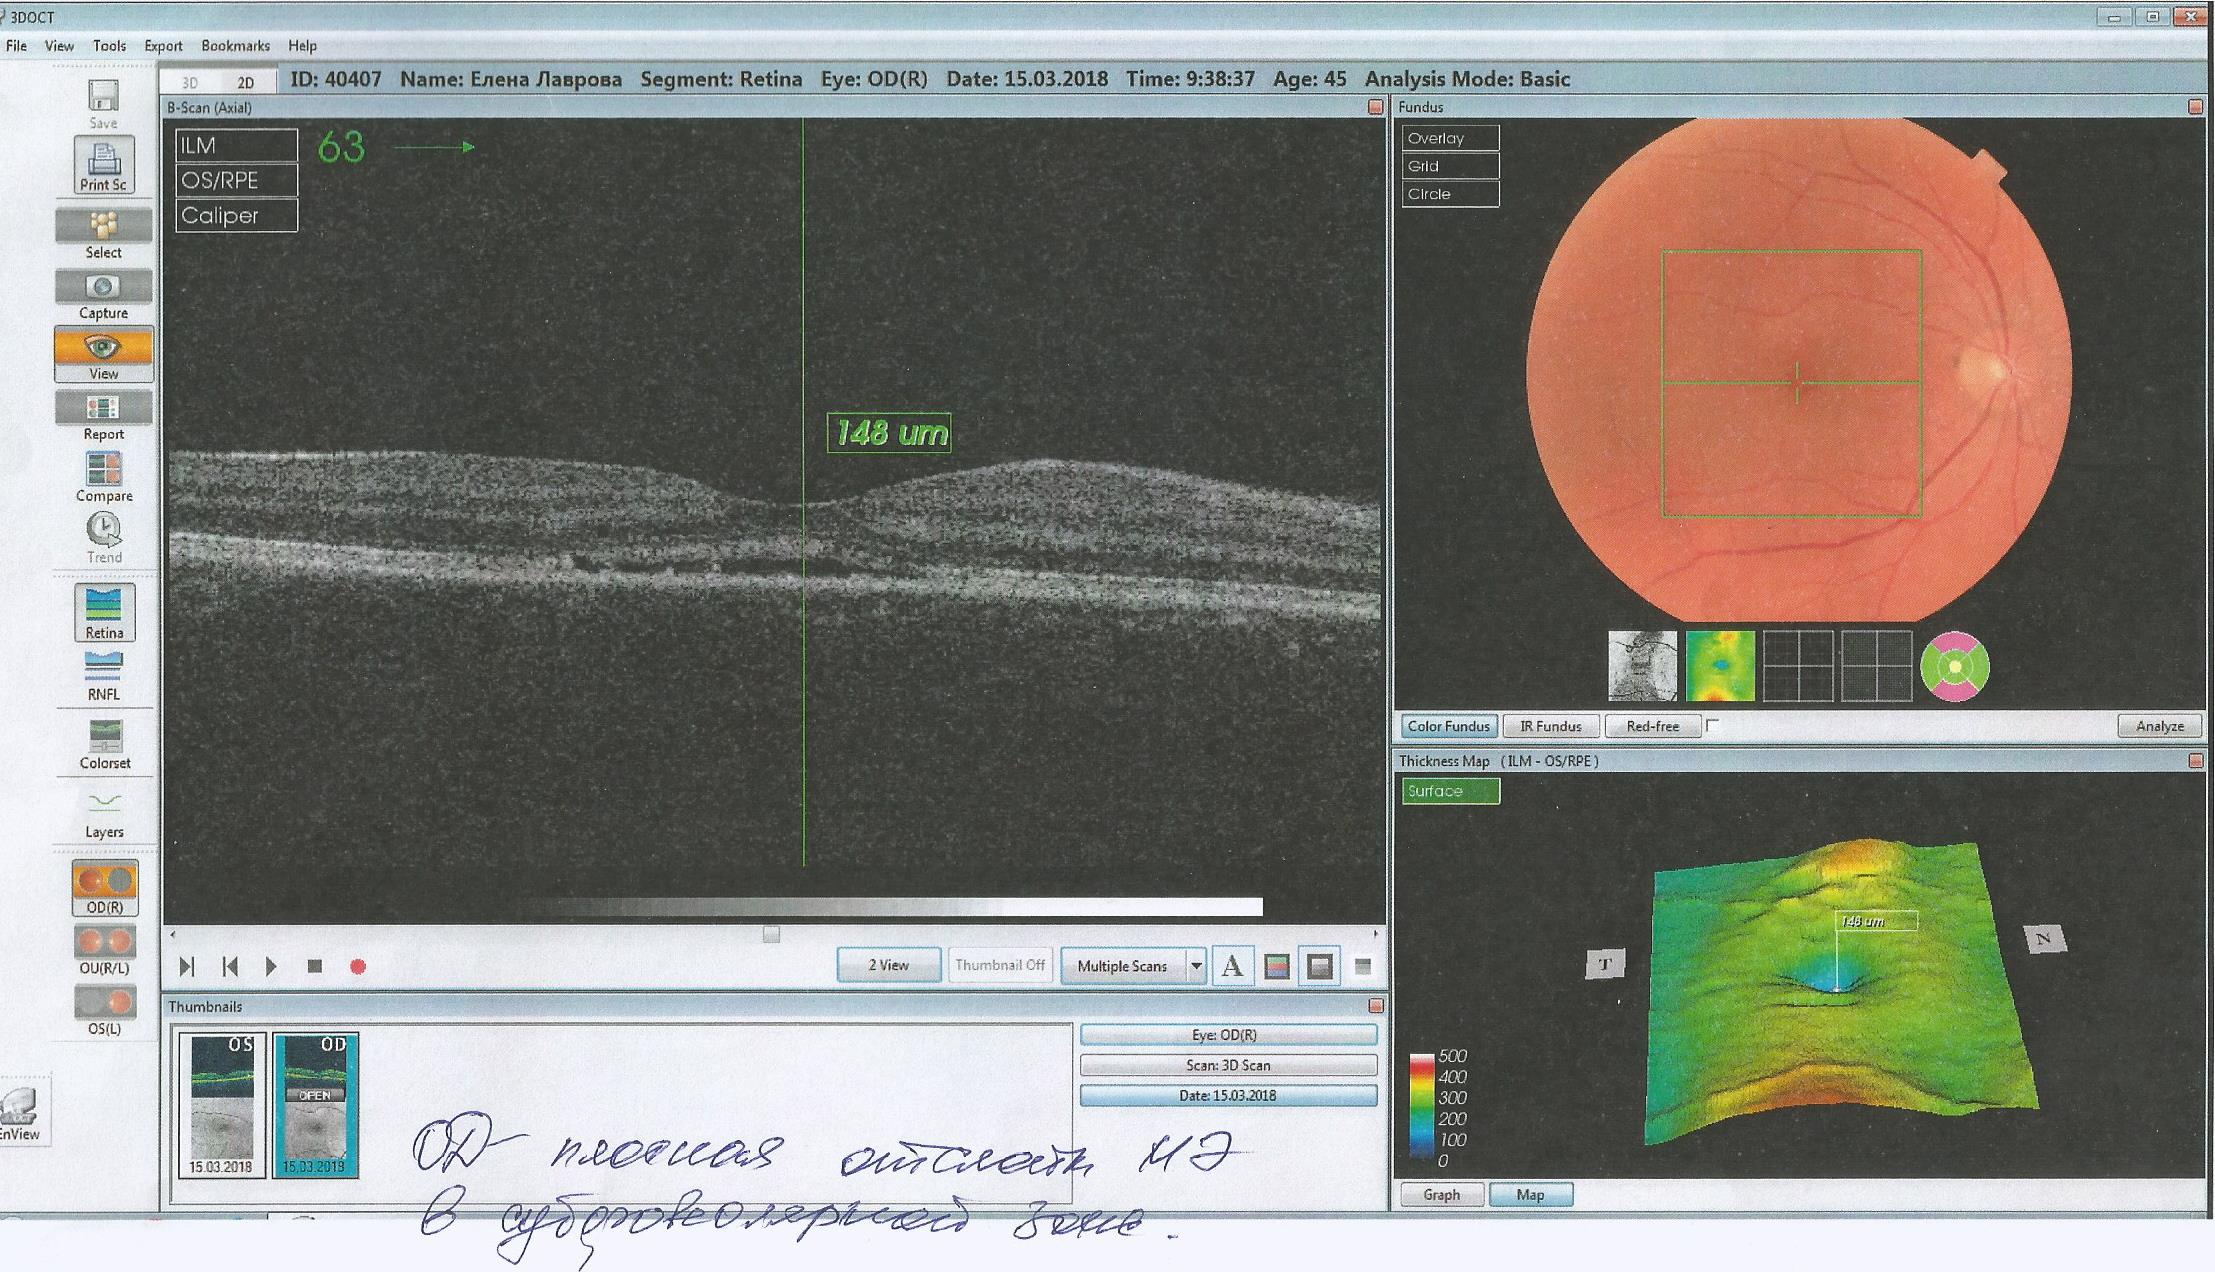 3DOCT
File View Tools Export Bookmarks Help
3D 2D ID: 40407 Name: Елена Лаврова Segment: Retina Eye: OD(R) Date: 15.03.2018 Time: 9:38:37 Age: 45 Analysis Mode: Basic
Save
Print Sc
Select
Capture
View
Report
Compare
Trend
Retina
RNFL
Colorset
Layers
OD(R)
OU(R/L)
OS(L)
EnView
B-Scan (Axial)
ILM 63
OS/RPE
Caliper
148 um
2 View Thumbnail Off Multiple Scans A
Thumbnails
OS OD
OPEN
15.03.2018 15.03.2018
Eye: OD(R)
Scan: 3D Scan
Date: 15.03.2018
OD- плоская отслойка
в субфовеолярной зоне.
Fundus
Overlay
Grid
Circle
Color Fundus IR Fundus Red-free Analyze
Thickness Map (ILM - OS/RPE)
Surface
148 um
T N
500
400
300
200
100
0
Graph Map